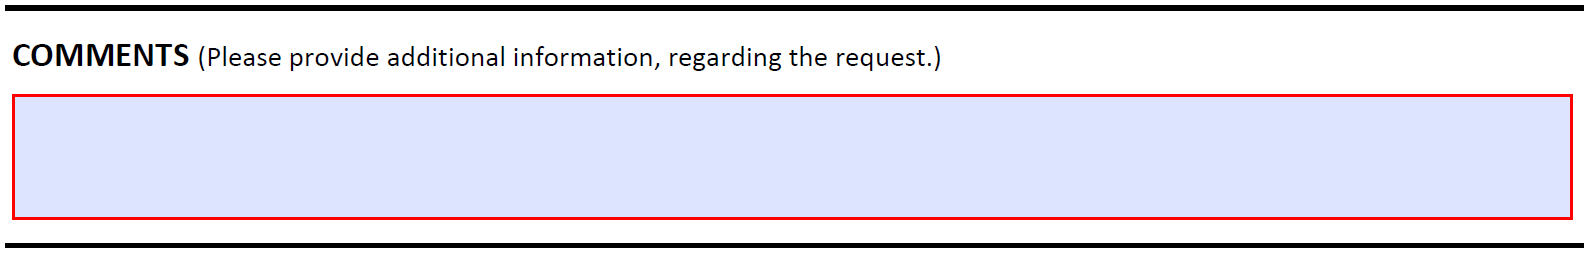 COMMENTS (Please provide additional information, regarding the request.)